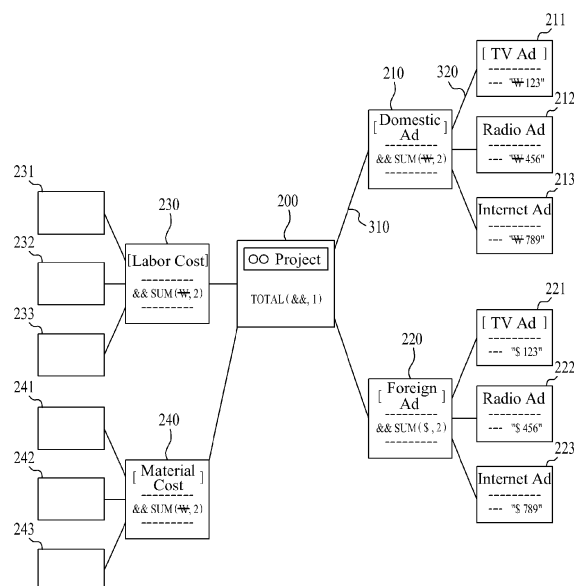 211
[ TV Ad ]
--- "₩ 123"
320
210
[Domestic]
Ad
&& SUM (₩, 2)
212
Radio Ad
--- "₩ 456"
213
Internet Ad
--- "₩ 789"
310
231
232
233
230
[Labor Cost]
&& SUM (₩, 2)
200
OO Project
TOTAL (&&, 1)
221
[ TV Ad ]
--- "$ 123"
220
[ Foreign ]
Ad
&& SUM ($, 2)
222
Radio Ad
--- "$ 456"
223
Internet Ad
--- "$ 789"
241
242
243
240
[ Material ]
Cost
&& SUM (₩, 2)